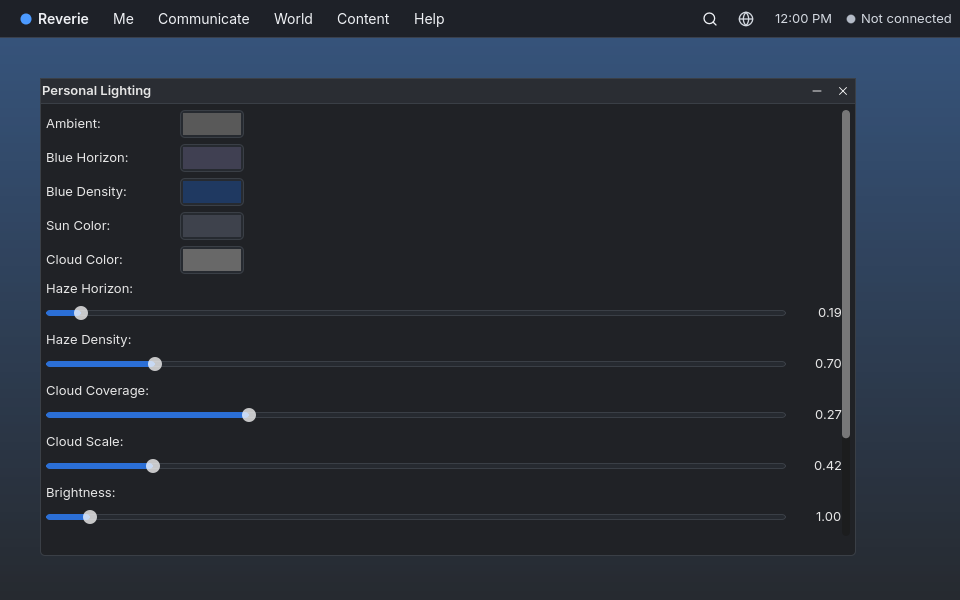 Reverie Me Communicate World Content Help 12:00 PM Not connected
Personal Lighting
Ambient:
Blue Horizon:
Blue Density:
Sun Color:
Cloud Color:
Haze Horizon:
0.19
Haze Density:
0.70
Cloud Coverage:
0.27
Cloud Scale:
0.42
Brightness:
1.00